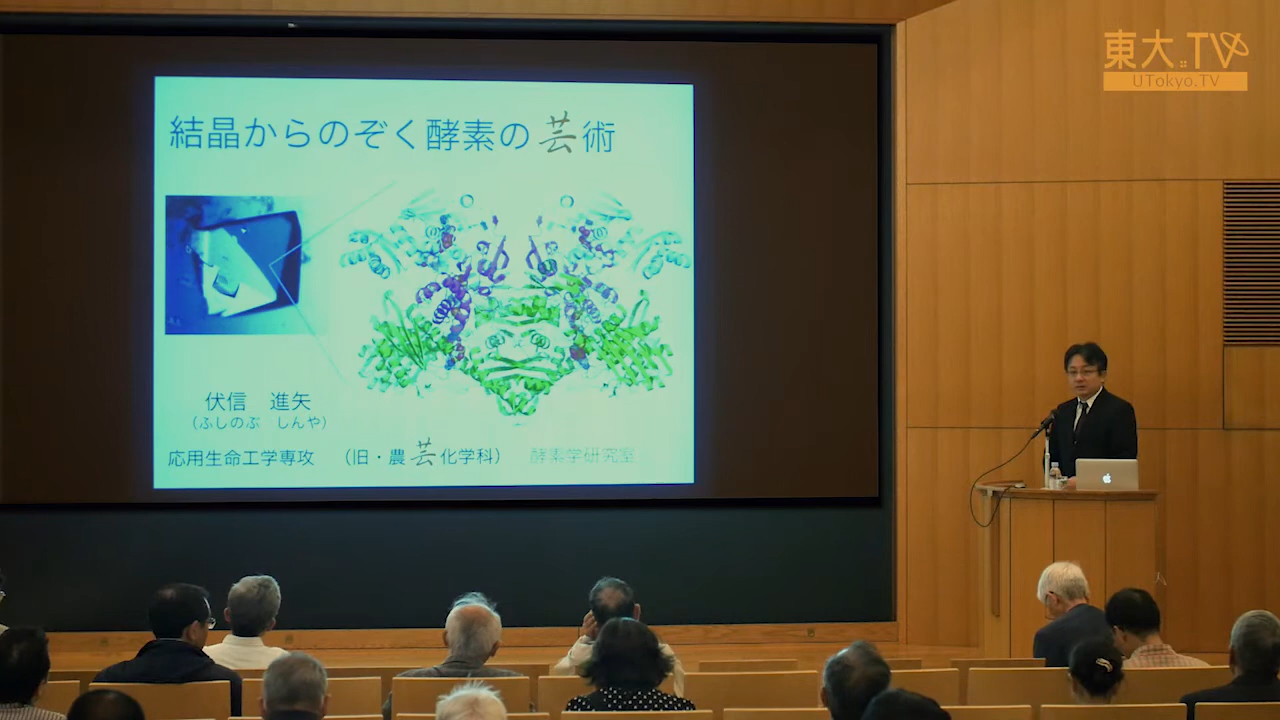 東大TV
UTokyo.TV
結晶からのぞく酵素の芸術
伏信 進矢
(ふしのぶ しんや)
応用生命工学専攻 (旧・農芸化学科) 酵素学研究室